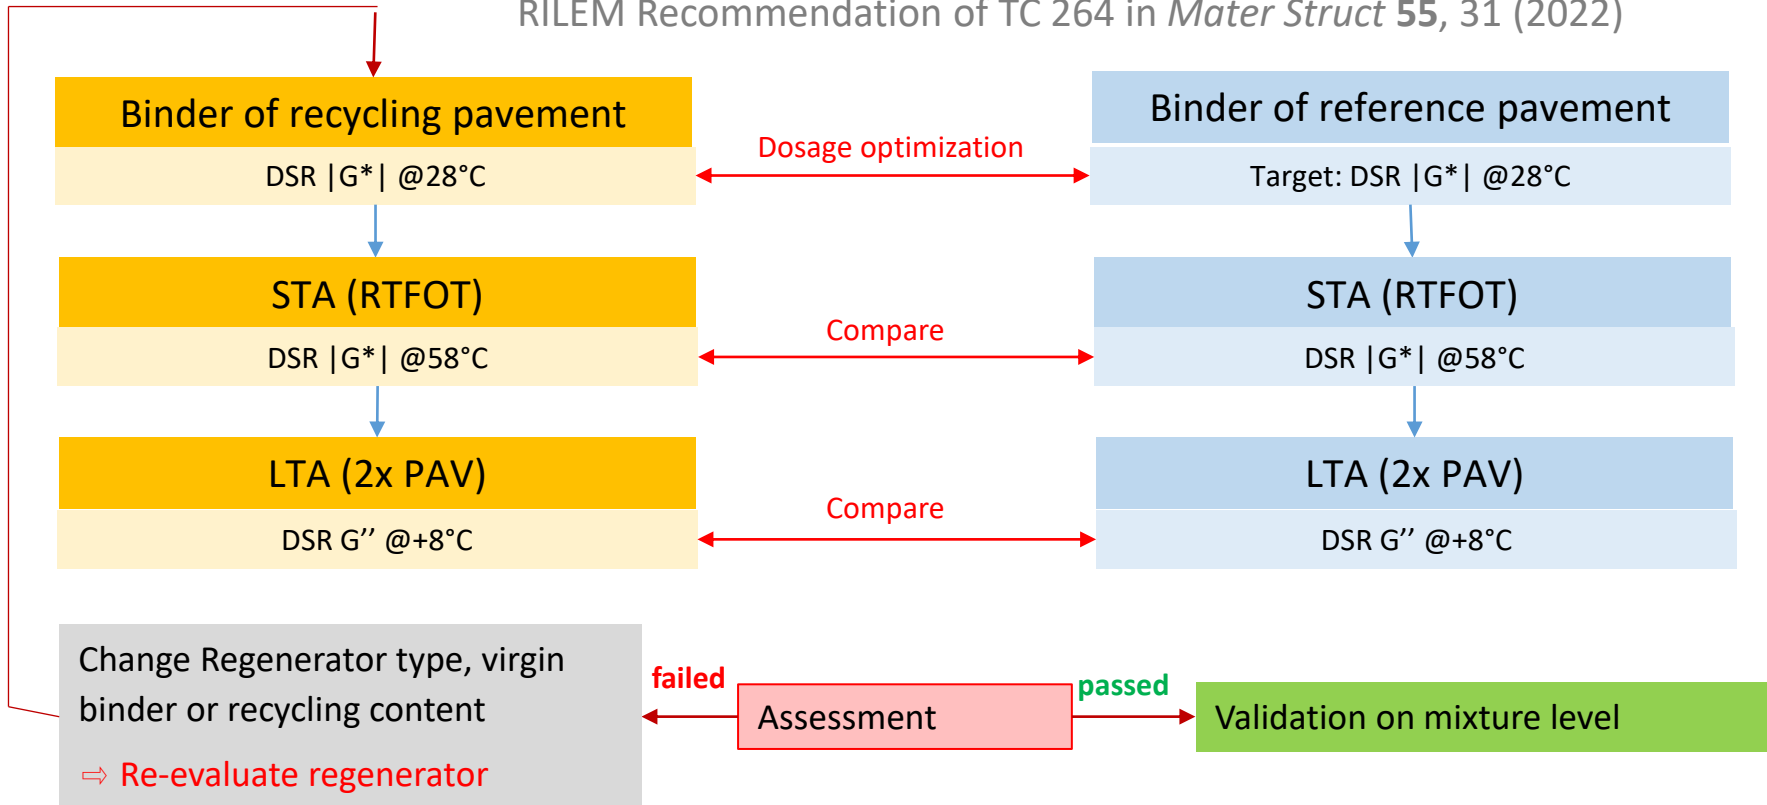 RILEM Recommendation of TC 264 in Mater Struct 55, 31 (2022)
Binder of recycling pavement
DSR |G*| @28°C
Dosage optimization
Binder of reference pavement
Target: DSR |G*| @28°C
STA (RTFOT)
DSR |G*| @58°C
Compare
STA (RTFOT)
DSR |G*| @58°C
LTA (2x PAV)
DSR G’’ @+8°C
Compare
LTA (2x PAV)
DSR G’’ @+8°C
Change Regenerator type, virgin
binder or recycling content
⇨ Re-evaluate regenerator
failed
Assessment
passed
Validation on mixture level